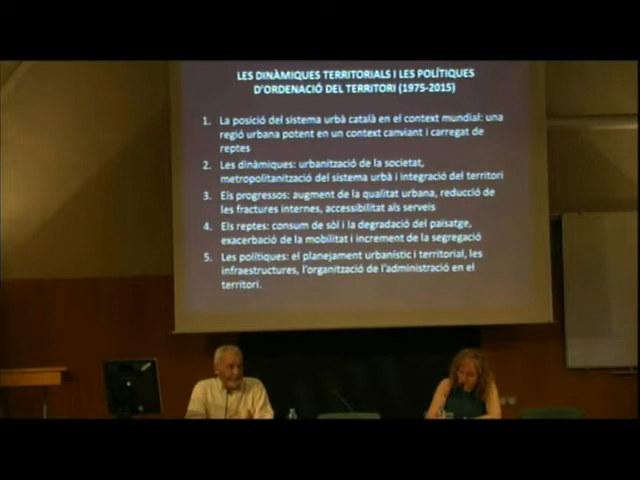 LES DINÀMIQUES TERRITORIALS I LES POLÍTIQUES
D'ORDENACIÓ DEL TERRITORI (1975-2015)
1. La posició del sistema urbà català en el context mundial: una
regió urbana potent en un context canviant i carregat de
reptes
2. Les dinàmiques: urbanització de la societat,
metropolitanització del sistema urbà i integració del territori
3. Els progressos: augment de la qualitat urbana, reducció de
les fractures internes, accessibilitat als serveis
4. Els reptes: consum de sòl i la degradació del paisatge,
exacerbació de la mobilitat i increment de la segregació
5. Les polítiques: el planejament urbanístic i territorial, les
infraestructures, l'organització de l'administració en el
territori.